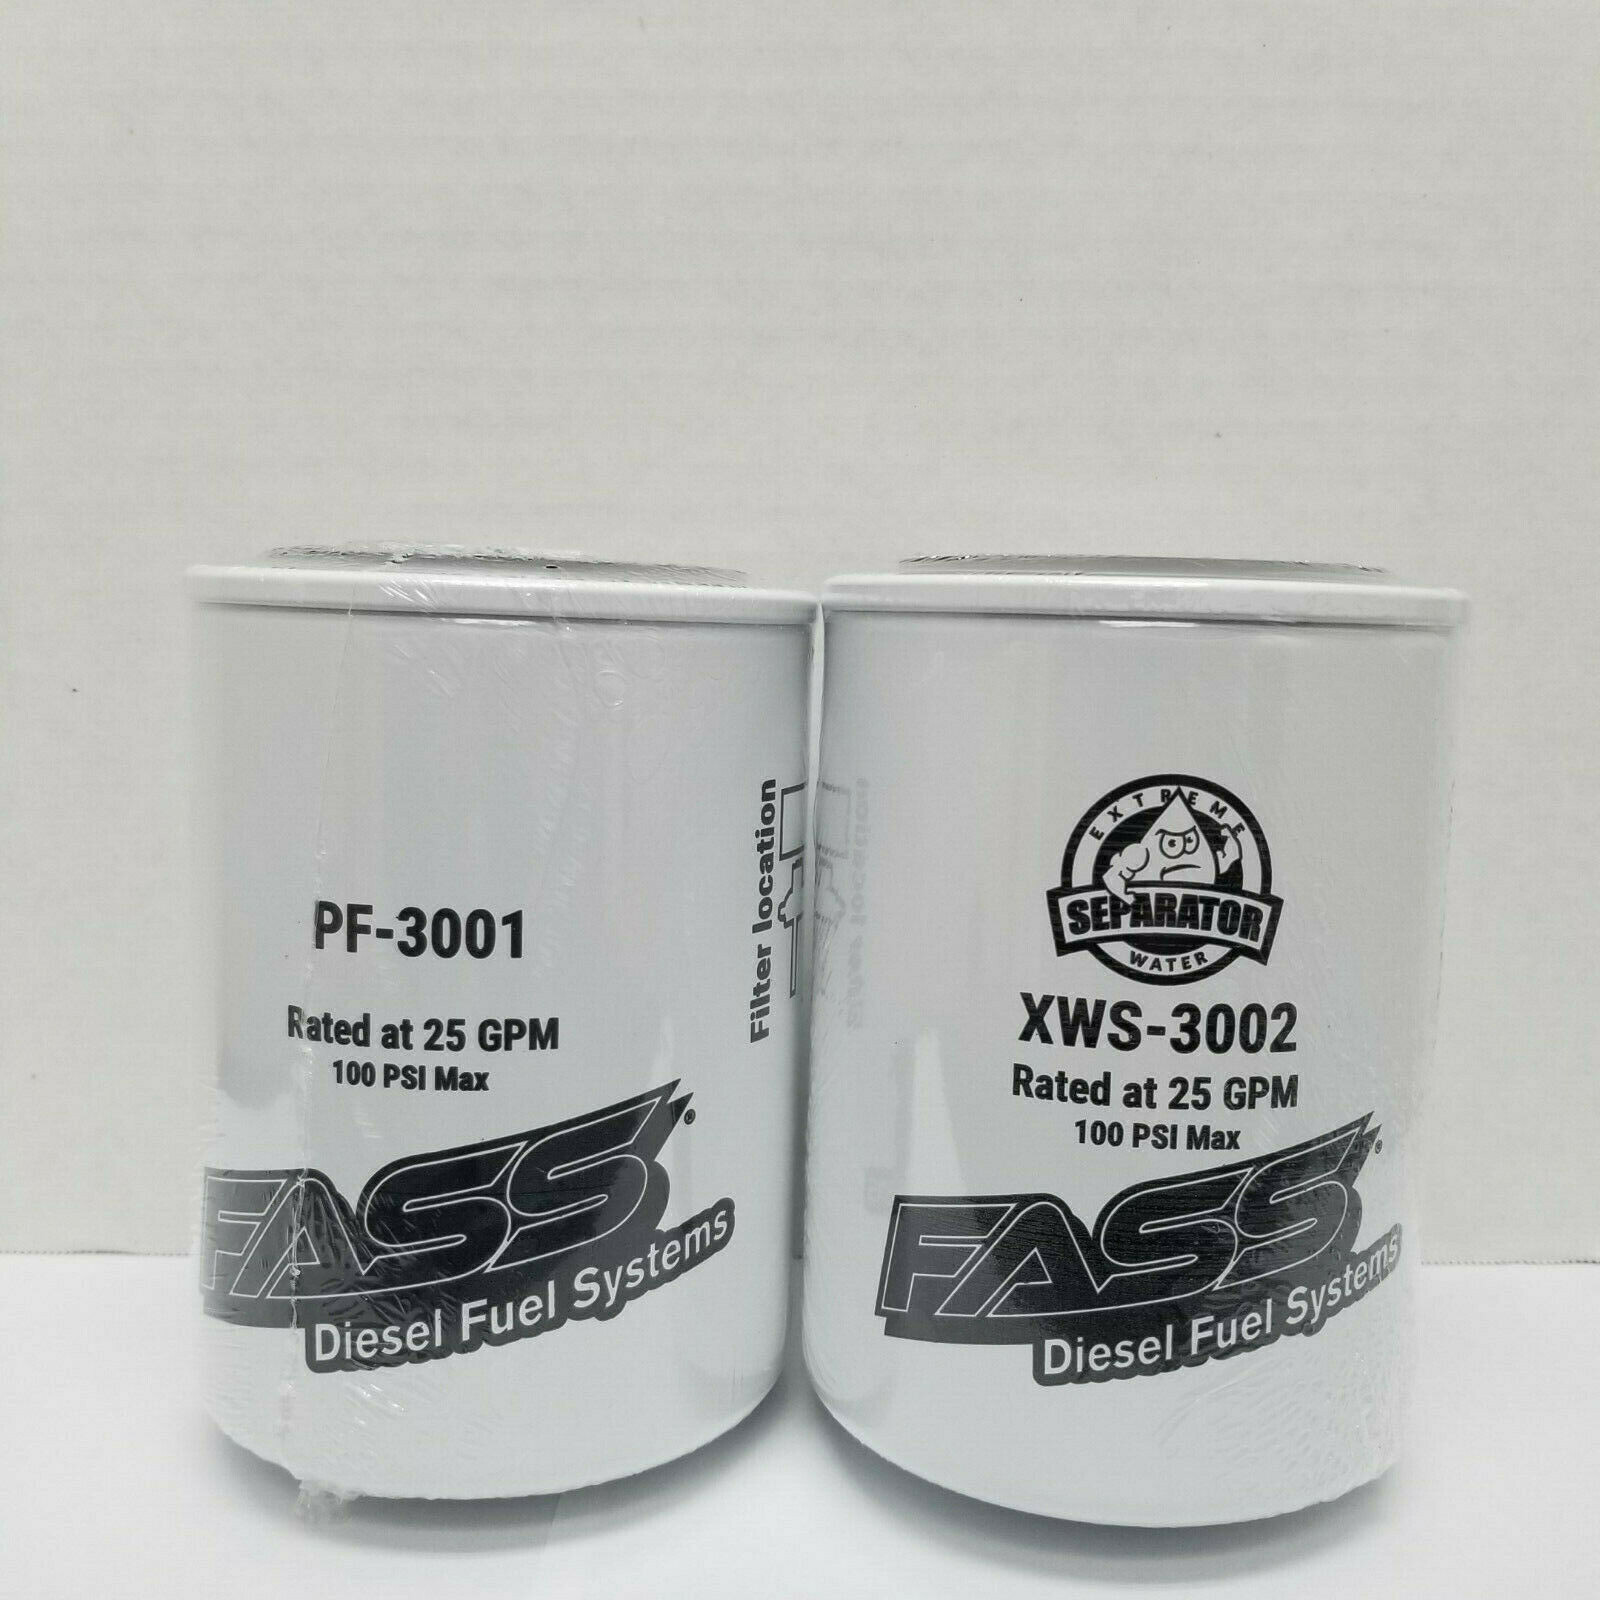 PF-3001
Rated at 25 GPM
100 PSI Max
FASS®
Diesel Fuel Systems
Filter location
EXTREME
SEPARATOR
WATER
XWS-3002
Rated at 25 GPM
100 PSI Max
FASS®
Diesel Fuel Systems